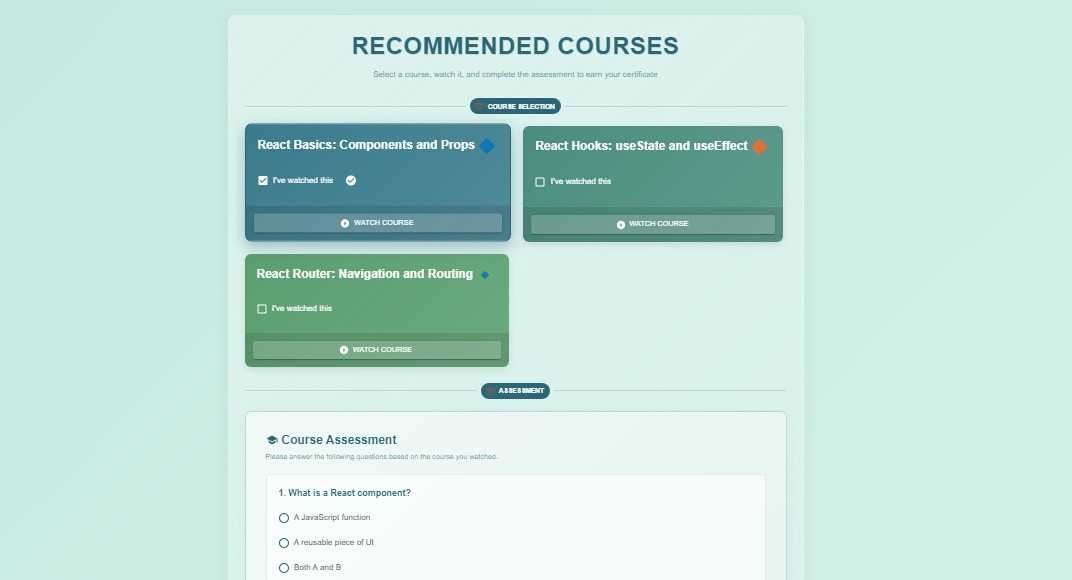 RECOMMENDED COURSES
Select a course, watch it, and complete the assessment to earn your certificate
COURSE SELECTION
React Basics: Components and Props
I've watched this
WATCH COURSE
React Hooks: useState and useEffect
I've watched this
WATCH COURSE
React Router: Navigation and Routing
I've watched this
WATCH COURSE
ASSESSMENT
Course Assessment
Please answer the following questions based on the course you watched.
1. What is a React component?
A JavaScript function
A reusable piece of UI
Both A and B